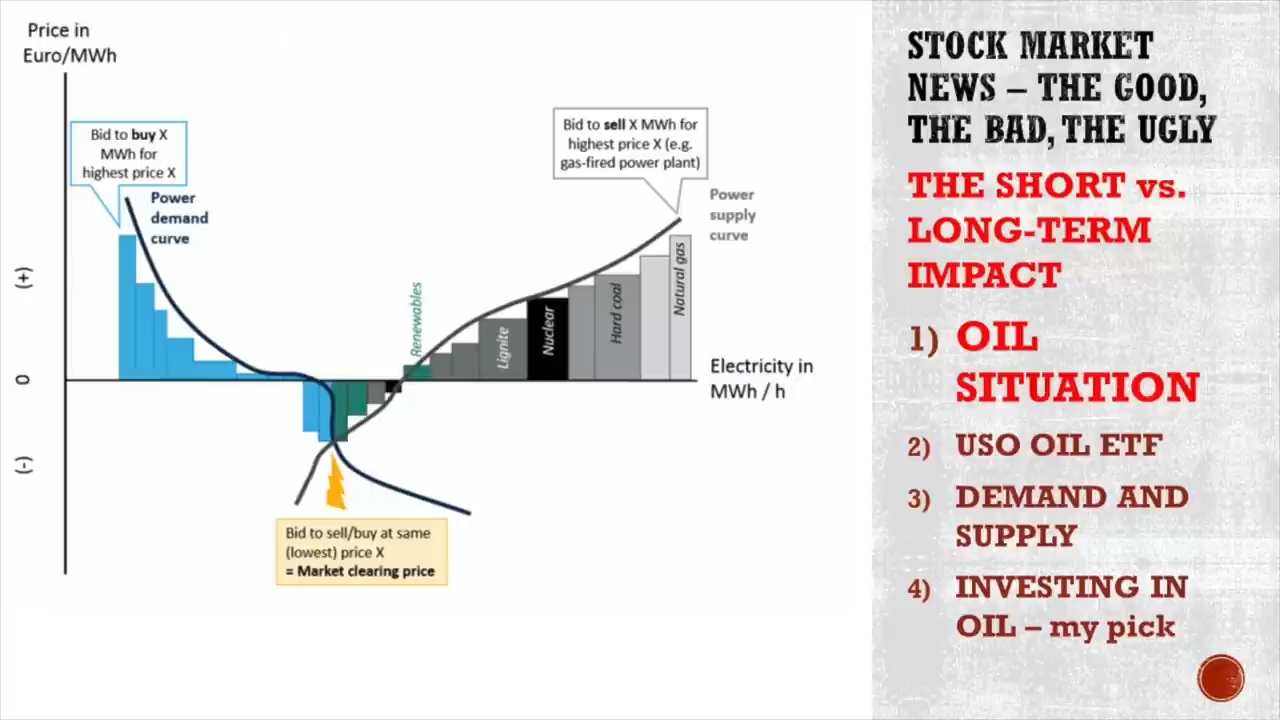 Price in
Euro/MWh
Bid to buy X
MWh for
highest price X
Power
demand
curve
Bid to sell X MWh for
highest price X (e.g.
gas-fired power plant)
Power
supply
curve
(+)
0
(-)
Renewables
Lignite
Nuclear
Hard coal
Natural gas
Electricity in
MWh / h
Bid to sell/buy at same
(lowest) price X
= Market clearing price
STOCK MARKET
NEWS – THE GOOD,
THE BAD, THE UGLY
THE SHORT vs.
LONG-TERM
IMPACT
1) OIL
SITUATION
2) USO OIL ETF
3) DEMAND AND
SUPPLY
4) INVESTING IN
OIL – my pick